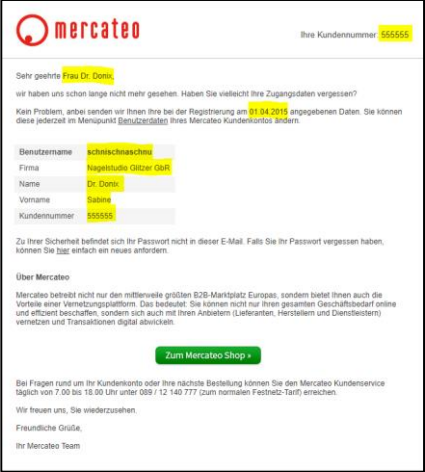 mercateo
Ihre Kundennummer: 555555
Sehr geehrte Frau Dr. Donix,
wir haben uns schon lange nicht mehr gesehen. Haben Sie vielleicht Ihre Zugangsdaten vergessen?
Kein Problem, anbei senden wir Ihnen Ihre bei der Registrierung am 01.04.2015 angegebenen Daten. Sie können
diese jederzeit im Menüpunkt Benutzerdaten Ihres Mercateo Kundenkontos ändern.
Benutzername schnischnaschnu
Firma Nagelstudio Glitzer GbR
Name Dr. Donix
Vorname Sabine
Kundennummer 555555
Zu Ihrer Sicherheit befindet sich Ihr Passwort nicht in dieser E-Mail. Falls Sie Ihr Passwort vergessen haben,
können Sie hier einfach ein neues anfordern.
Über Mercateo
Mercateo betreibt nicht nur den mittlerweile größten B2B-Marktplatz Europas, sondern bietet Ihnen auch die
Vorteile einer Vernetzungsplattform. Das bedeutet: Sie können nicht nur Ihren gesamten Geschäftsbedarf online
und effizient beschaffen, sondern sich auch mit Ihren Anbietern (Lieferanten, Herstellern und Dienstleistern)
vernetzen und Transaktionen digital abwickeln.
Zum Mercateo Shop »
Bei Fragen rund um Ihr Kundenkonto oder Ihre nächste Bestellung können Sie den Mercateo Kundenservice
täglich von 7.00 bis 18.00 Uhr unter 089 / 12 140 777 (zum normalen Festnetz-Tarif) erreichen.
Wir freuen uns, Sie wiederzusehen.
Freundliche Grüße,
Ihr Mercateo Team